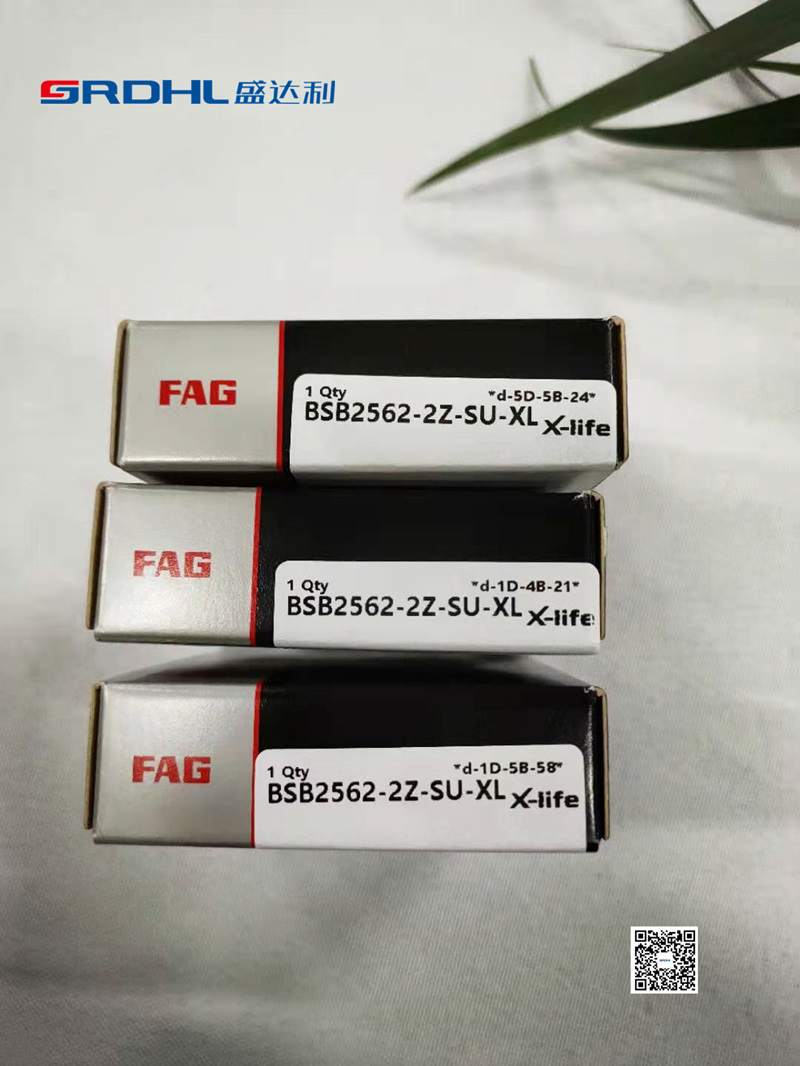 SRDHL盛达利
FAG
1 Qty *d-5D-5B-24*
BSB2562-2Z-SU-XL X-life
FAG
1 Qty *d-1D-4B-21*
BSB2562-2Z-SU-XL X-life
FAG
1 Qty *d-1D-5B-58*
BSB2562-2Z-SU-XL X-life